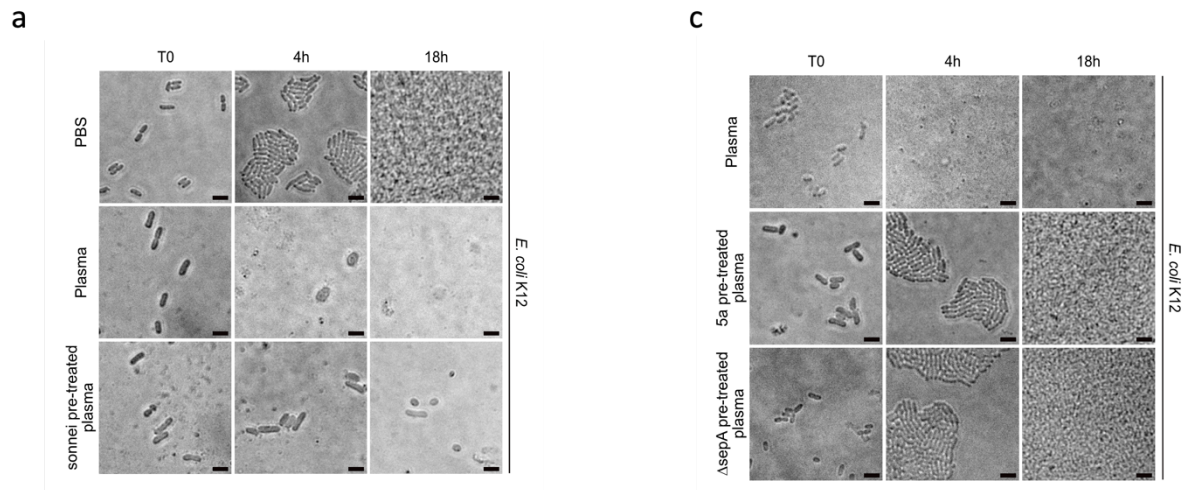 a
T0 4h 18h
PBS
Plasma
sonnei pre-treated
plasma
E. coli K12
c
T0 4h 18h
Plasma
5a pre-treated
plasma
ΔsepA pre-treated
plasma
E. coli K12